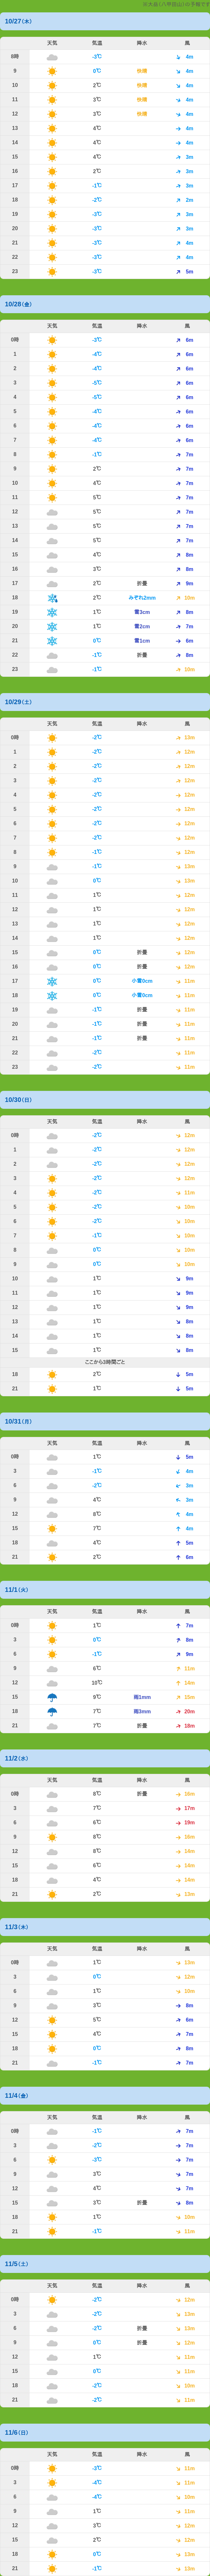 10/27(木)
天気 気温 降水 風
8時 -3℃ 4m
9 0℃ 快晴 4m
10 2℃ 快晴 4m
11 3℃ 快晴 4m
12 3℃ 快晴 4m
13 4℃ 4m
14 4℃ 4m
15 4℃ 3m
16 2℃ 3m
17 -1℃ 3m
18 -2℃ 2m
19 -3℃ 3m
20 -3℃ 3m
21 -3℃ 4m
22 -3℃ 4m
23 -3℃ 5m
10/28(金)
天気 気温 降水 風
0時 -3℃ 6m
1 -4℃ 6m
2 -4℃ 6m
3 -5℃ 6m
4 -5℃ 6m
5 -4℃ 6m
6 -4℃ 6m
7 -4℃ 6m
8 -1℃ 7m
9 2℃ 7m
10 4℃ 7m
11 5℃ 7m
12 5℃ 7m
13 5℃ 7m
14 5℃ 7m
15 4℃ 8m
16 3℃ 8m
17 2℃ 折曇 9m
18 2℃ みぞれ2mm 10m
19 1℃ 雪3cm 8m
20 1℃ 雪2cm 7m
21 0℃ 雪1cm 6m
22 -1℃ 折曇 8m
23 -1℃ 10m
10/29(土)
天気 気温 降水 風
0時 -2℃ 13m
1 -2℃ 12m
2 -2℃ 12m
3 -2℃ 12m
4 -2℃ 12m
5 -2℃ 12m
6 -2℃ 12m
7 -2℃ 12m
8 -1℃ 12m
9 -1℃ 13m
10 0℃ 13m
11 1℃ 12m
12 1℃ 12m
13 1℃ 12m
14 1℃ 12m
15 0℃ 折曇 12m
16 0℃ 折曇 12m
17 0℃ 小雪0cm 11m
18 0℃ 小雪0cm 11m
19 -1℃ 折曇 11m
20 -1℃ 折曇 11m
21 -1℃ 折曇 11m
22 -2℃ 11m
23 -2℃ 11m
10/30(日)
天気 気温 降水 風
0時 -2℃ 12m
1 -2℃ 12m
2 -2℃ 12m
3 -2℃ 12m
4 -2℃ 11m
5 -2℃ 10m
6 -2℃ 10m
7 -1℃ 10m
8 0℃ 10m
9 0℃ 10m
10 1℃ 9m
11 1℃ 9m
12 1℃ 9m
13 1℃ 8m
14 1℃ 8m
15 1℃ 8m
ここから3時間ごと
18 2℃ 5m
21 1℃ 5m
10/31(月)
天気 気温 降水 風
0時 1℃ 5m
3 -1℃ 4m
6 -2℃ 3m
9 4℃ 3m
12 8℃ 4m
15 7℃ 4m
18 4℃ 5m
21 2℃ 6m
11/1(火)
天気 気温 降水 風
0時 1℃ 7m
3 0℃ 8m
6 -1℃ 9m
9 6℃ 11m
12 10℃ 14m
15 9℃ 雨1mm 15m
18 7℃ 雨3mm 20m
21 7℃ 折曇 18m
11/2(水)
天気 気温 降水 風
0時 8℃ 折曇 16m
3 7℃ 17m
6 6℃ 19m
9 8℃ 16m
12 8℃ 14m
15 6℃ 14m
18 4℃ 14m
21 2℃ 13m
11/3(木)
天気 気温 降水 風
0時 1℃ 13m
3 0℃ 12m
6 1℃ 10m
9 3℃ 8m
12 5℃ 6m
15 4℃ 7m
18 0℃ 8m
21 -1℃ 7m
11/4(金)
天気 気温 降水 風
0時 -1℃ 7m
3 -2℃ 7m
6 -3℃ 7m
9 3℃ 7m
12 4℃ 7m
15 3℃ 折曇 8m
18 1℃ 10m
21 -1℃ 11m
11/5(土)
天気 気温 降水 風
0時 -2℃ 12m
3 -2℃ 13m
6 -2℃ 折曇 13m
9 0℃ 折曇 12m
12 1℃ 11m
15 0℃ 11m
18 -2℃ 10m
21 -2℃ 11m
11/6(日)
天気 気温 降水 風
0時 -3℃ 11m
3 -4℃ 11m
6 -4℃ 10m
9 1℃ 11m
12 3℃ 12m
15 2℃ 12m
18 0℃ 13m
21 -1℃ 13m